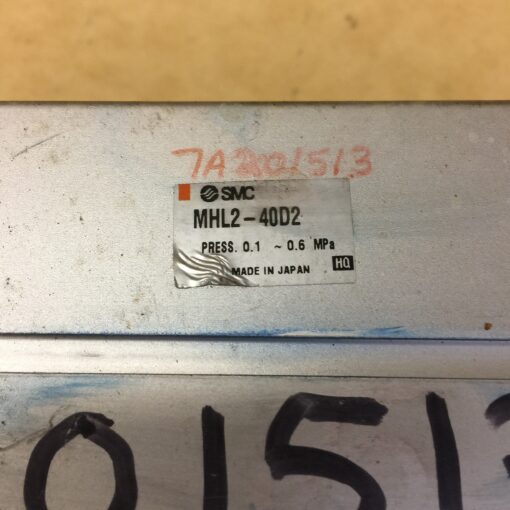 7A201513
SMC
MHL2-40D2
PRESS. 0.1 ~ 0.6 MPa
MADE IN JAPAN HQ
01513